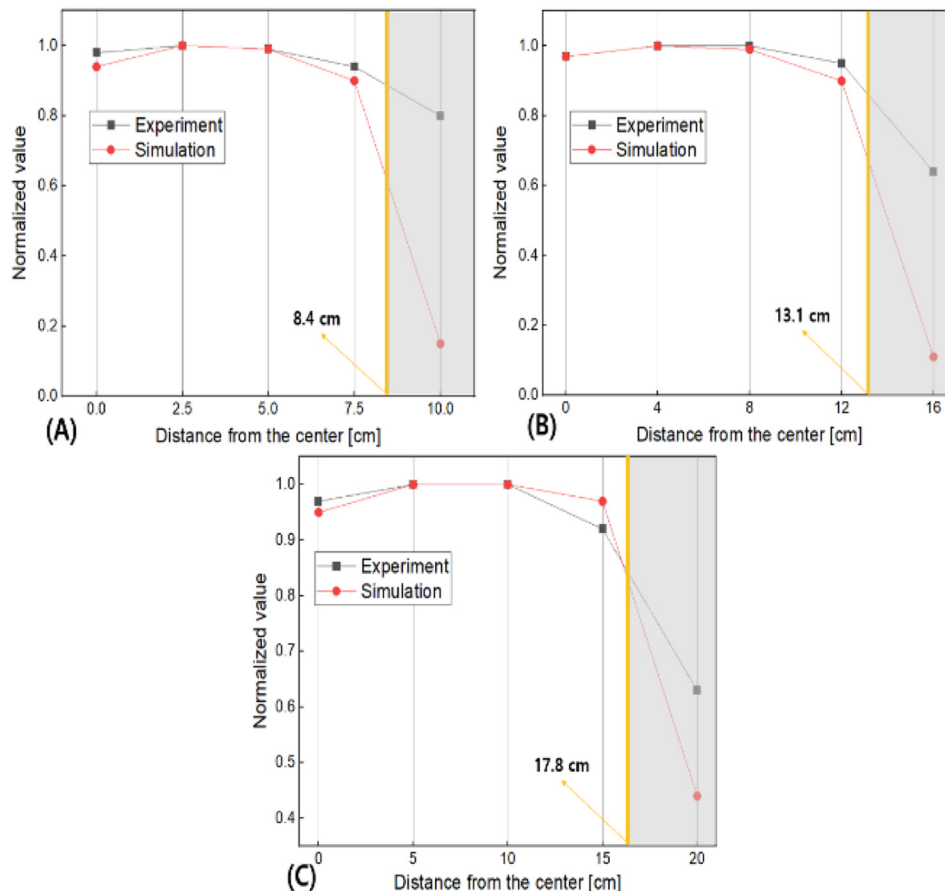 1.0
0.8
0.6
0.4
0.2
0.0
Normalized value
Experiment
Simulation
8.4 cm
0.0 2.5 5.0 7.5 10.0
(A) Distance from the center [cm]
1.0
0.8
0.6
0.4
0.2
0.0
Normalized value
Experiment
Simulation
13.1 cm
0 4 8 12 16
(B) Distance from the center [cm]
1.0
0.9
0.8
0.7
0.6
0.5
0.4
Normalized value
Experiment
Simulation
17.8 cm
0 5 10 15 20
(C) Distance from the center [cm]